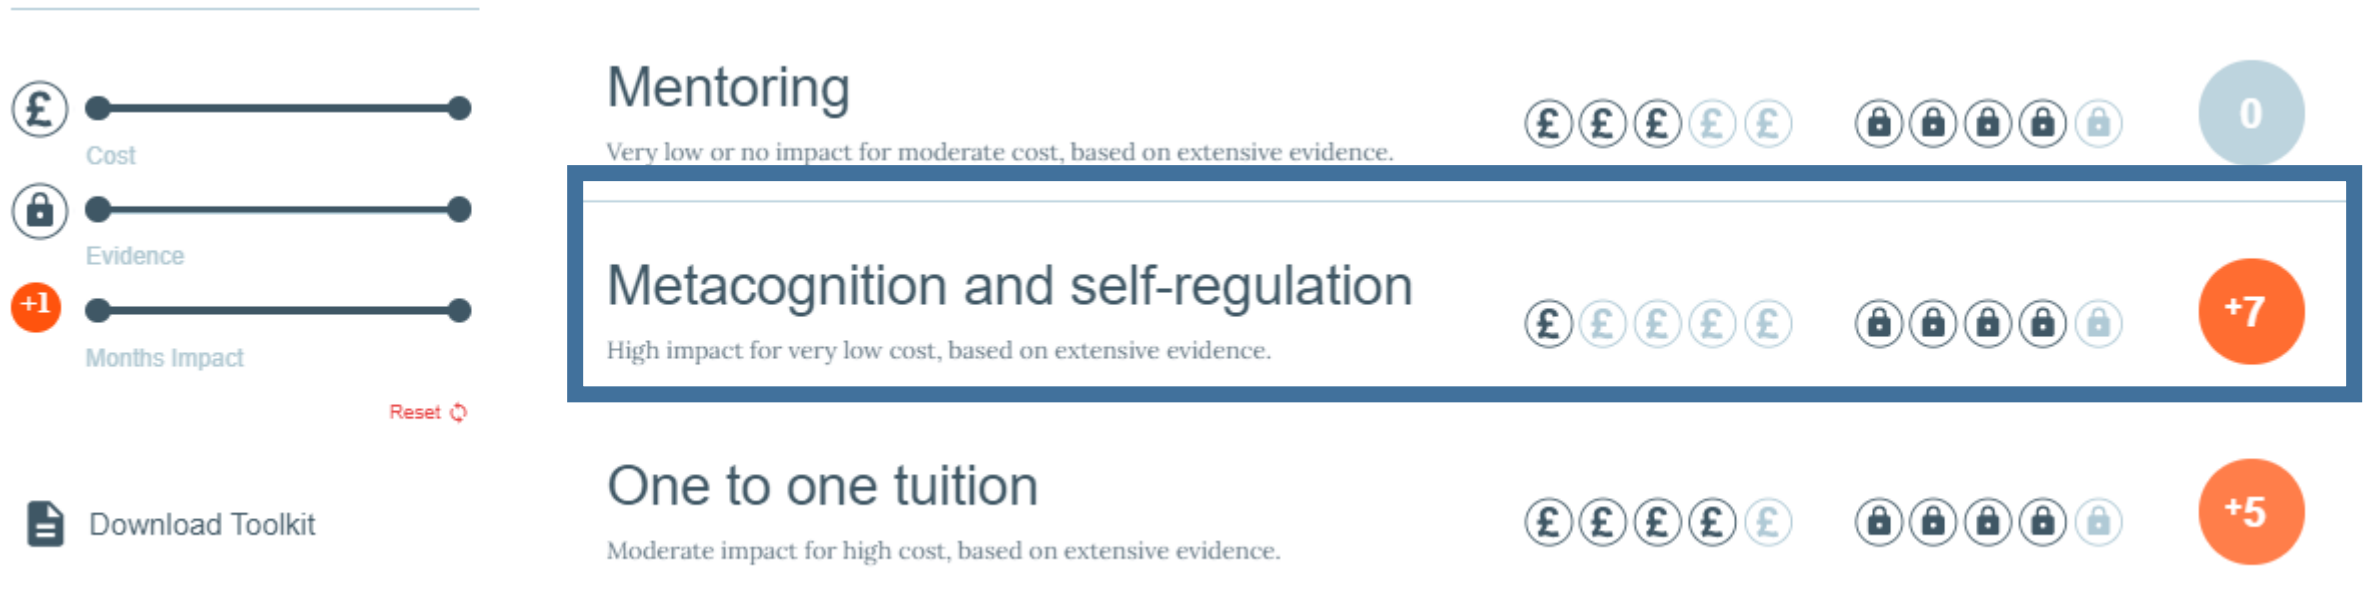 £
Cost
Evidence
+1
Months Impact
Reset
Download Toolkit
Mentoring
Very low or no impact for moderate cost, based on extensive evidence.
£ £ £ £ £
0
Metacognition and self-regulation
High impact for very low cost, based on extensive evidence.
£ £ £ £ £
+7
One to one tuition
Moderate impact for high cost, based on extensive evidence.
£ £ £ £ £
+5